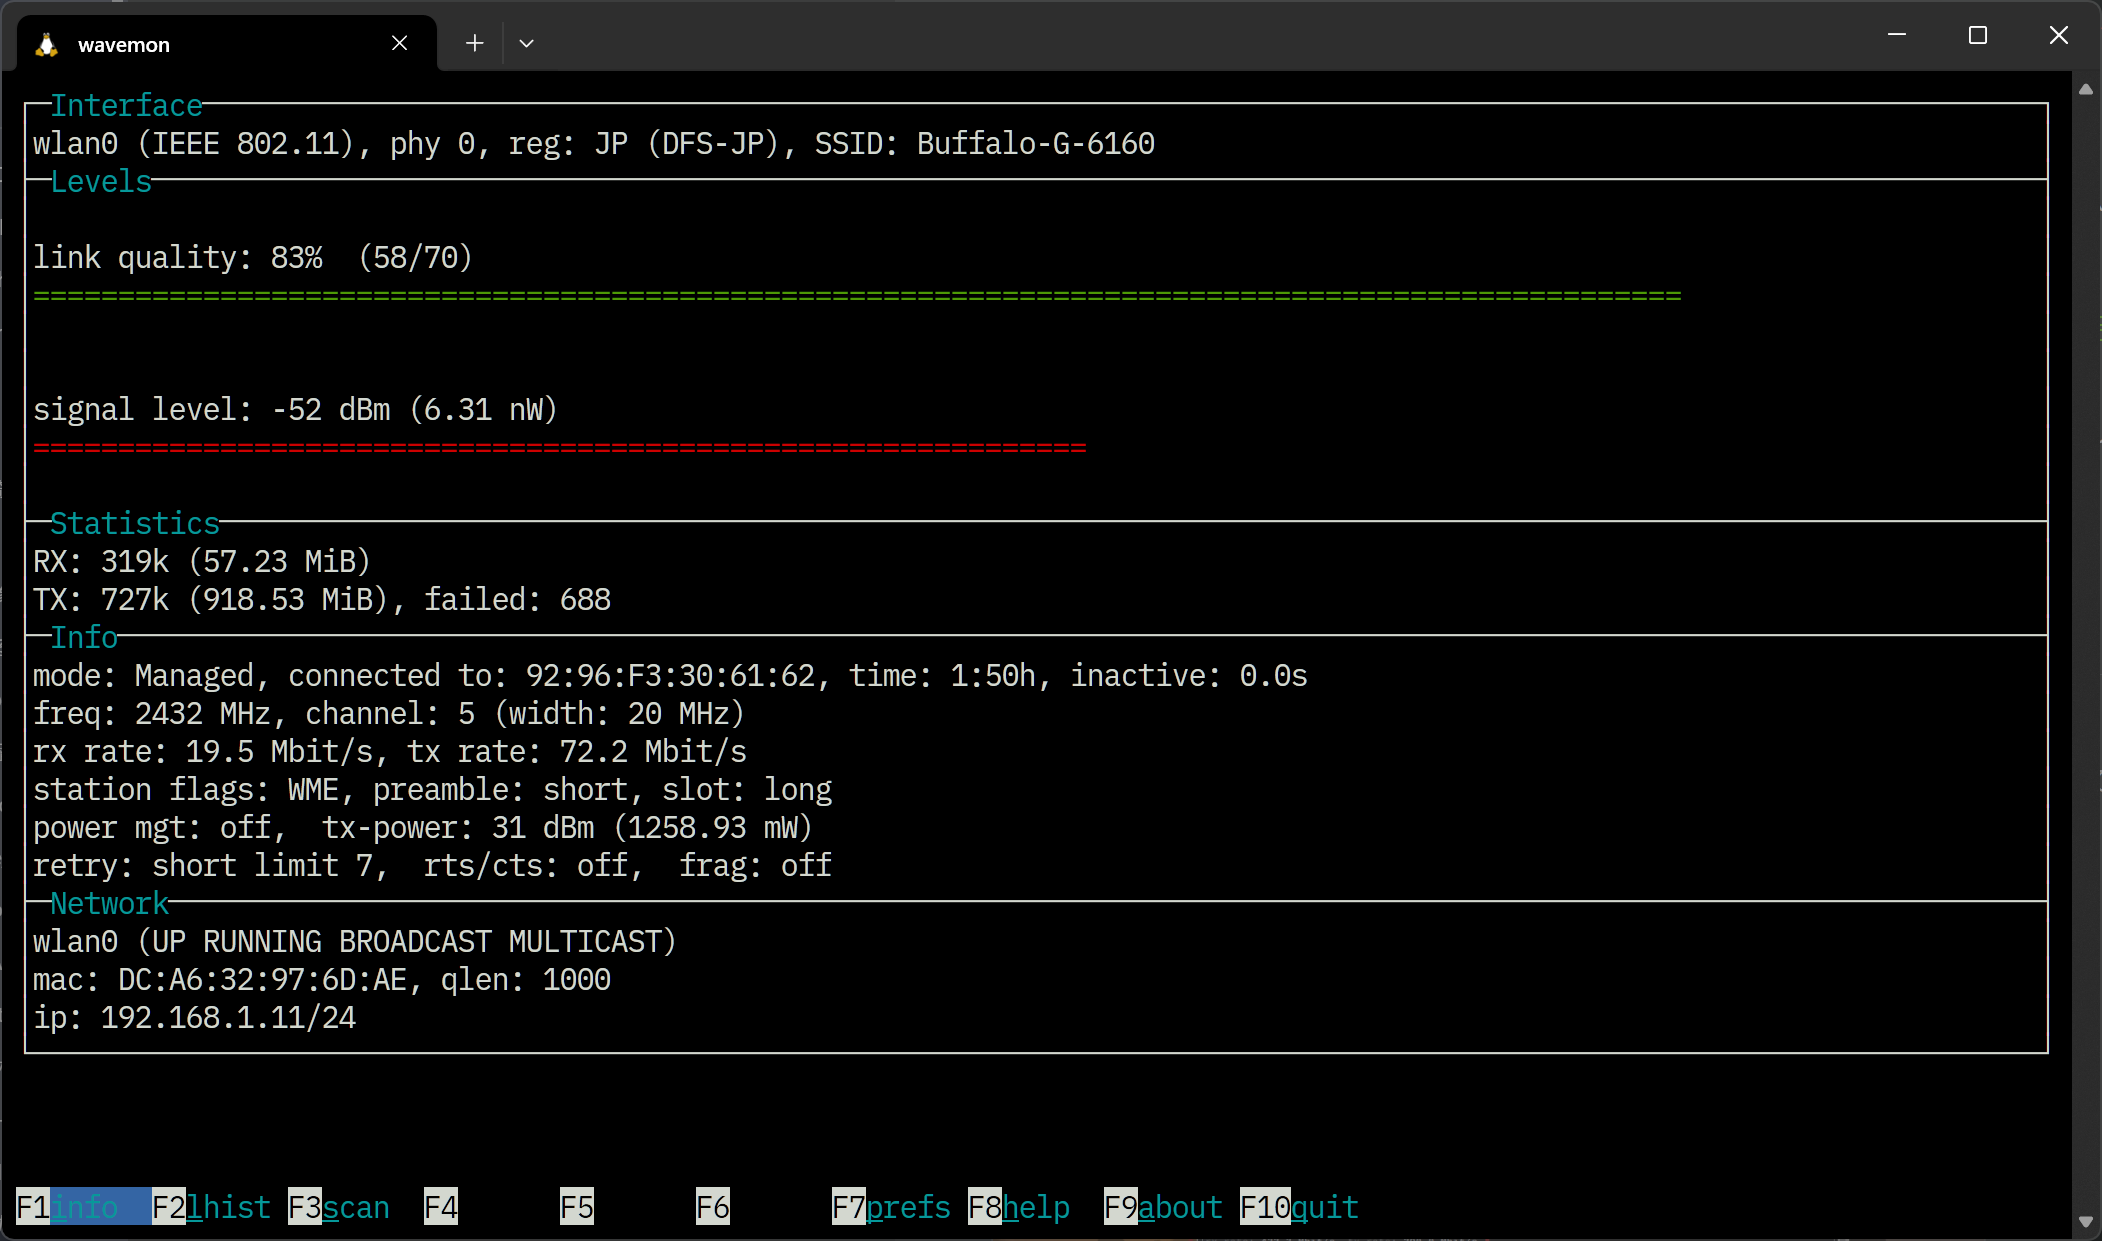 wavemon
Interface
wlan0 (IEEE 802.11), phy 0, reg: JP (DFS-JP), SSID: Buffalo-G-6160
Levels
link quality: 83%  (58/70)
=================================================================================================
signal level: -52 dBm (6.31 nW)
==============================================================
Statistics
RX: 319k (57.23 MiB)
TX: 727k (918.53 MiB), failed: 688
Info
mode: Managed, connected to: 92:96:F3:30:61:62, time: 1:50h, inactive: 0.0s
freq: 2432 MHz, channel: 5 (width: 20 MHz)
rx rate: 19.5 Mbit/s, tx rate: 72.2 Mbit/s
station flags: WME, preamble: short, slot: long
power mgt: off,  tx-power: 31 dBm (1258.93 mW)
retry: short limit 7,  rts/cts: off,  frag: off
Network
wlan0 (UP RUNNING BROADCAST MULTICAST)
mac: DC:A6:32:97:6D:AE, qlen: 1000
ip: 192.168.1.11/24
F1info  F2lhist F3scan  F4      F5      F6      F7prefs F8help  F9about F10quit